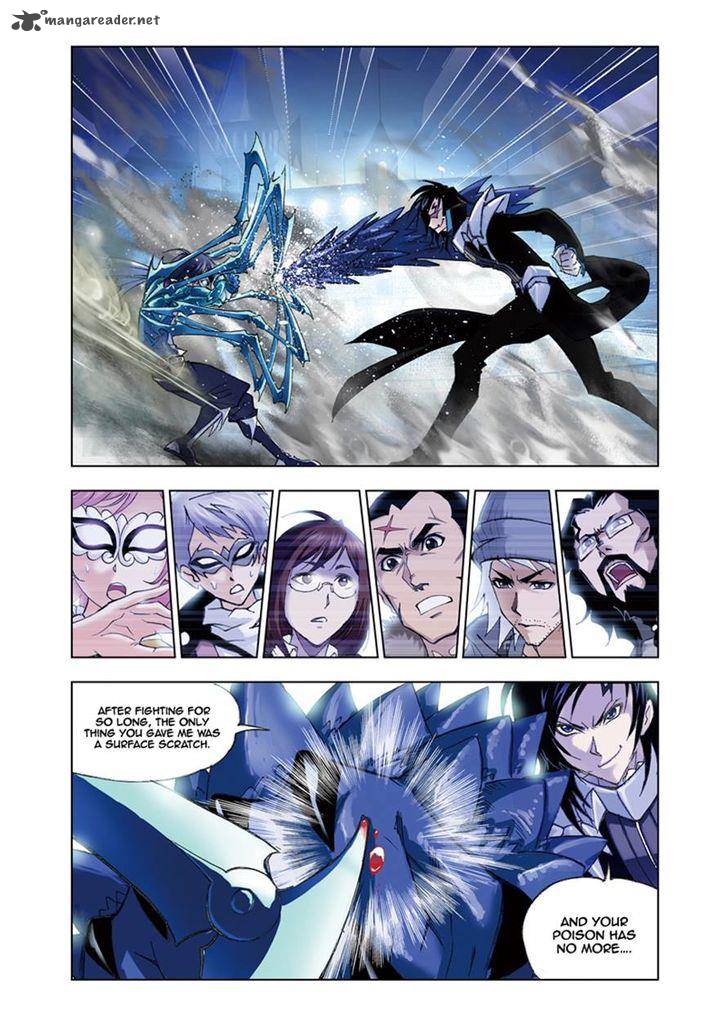 mangareader.net
AFTER FIGHTING FOR
SO LONG, THE ONLY
THING YOU GAVE ME WAS
A SURFACE SCRATCH.
AND YOUR
POISON HAS
NO MORE....